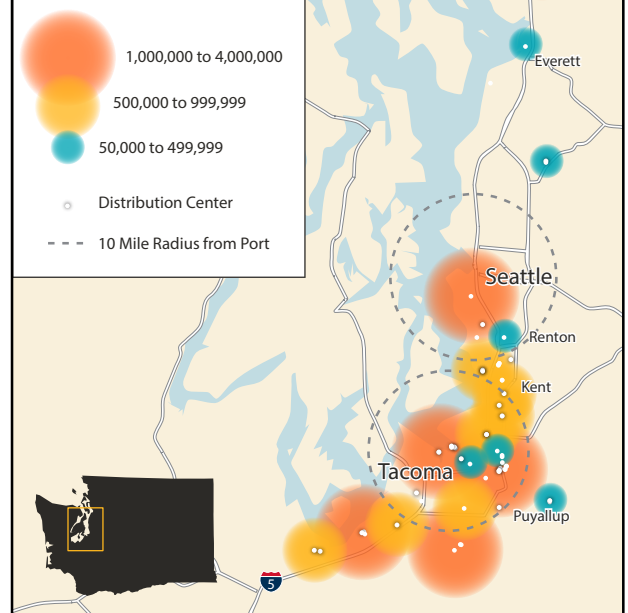 1,000,000 to 4,000,000
500,000 to 999,999
50,000 to 499,999
Distribution Center
10 Mile Radius from Port
Everett
Seattle
Renton
Kent
Tacoma
Puyallup
5